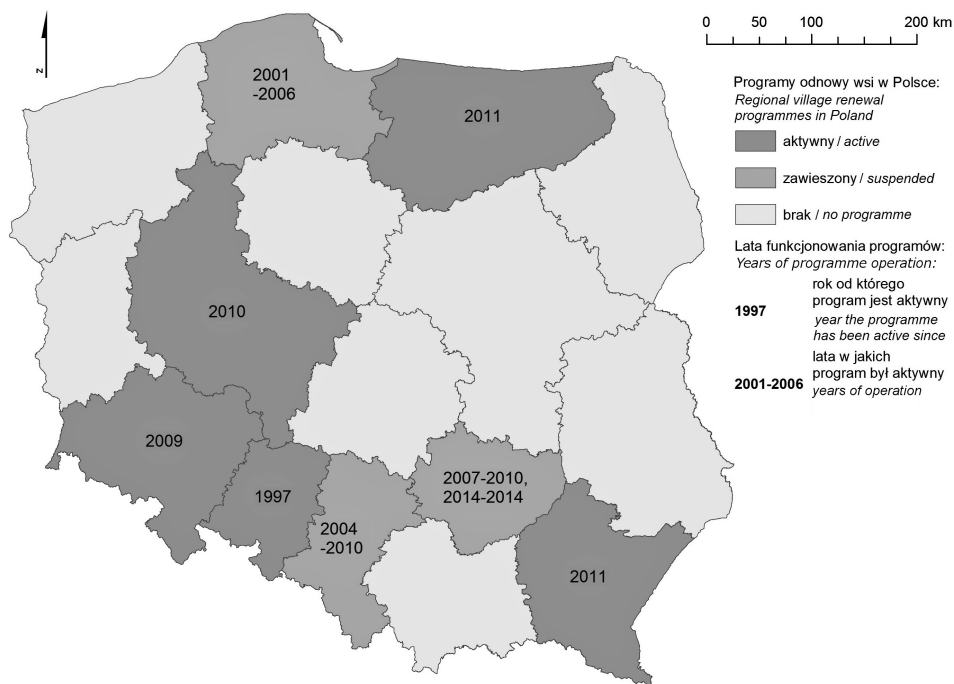 0 50 100 200 km
z
Programy odnowy wsi w Polsce:
Regional village renewal
programmes in Poland
aktywny / active
zawieszony / suspended
brak / no programme
Lata funkcjonowania programów:
Years of programme operation:
1997
rok od którego
program jest aktywny
year the programme
has been active since
2001-2006
lata w jakich
program był aktywny
years of operation
2001
-2006
2011
2010
2009
1997
2004
-2010
2007-2010,
2014-2014
2011